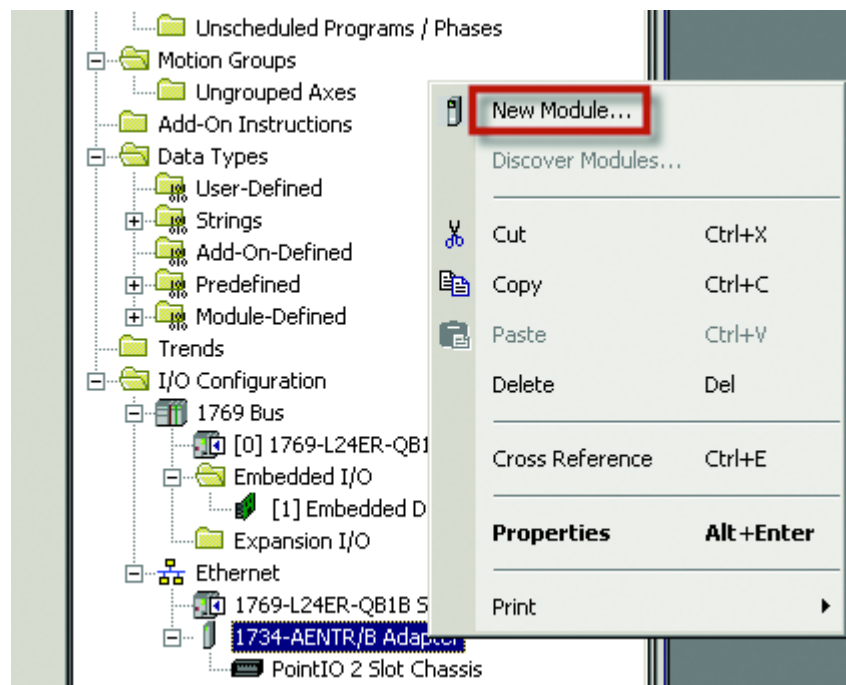 Unscheduled Programs / Phases
Motion Groups
Ungrouped Axes
Add-On Instructions
Data Types
User-Defined
Strings
Add-On-Defined
Predefined
Module-Defined
Trends
I/O Configuration
1769 Bus
[0] 1769-L24ER-QB1
Embedded I/O
[1] Embedded D
Expansion I/O
Ethernet
1769-L24ER-QB1B S
1734-AENTR/B Adapter
PointIO 2 Slot Chassis
New Module...
Discover Modules...
Cut Ctrl+X
Copy Ctrl+C
Paste Ctrl+V
Delete Del
Cross Reference Ctrl+E
Properties Alt+Enter
Print